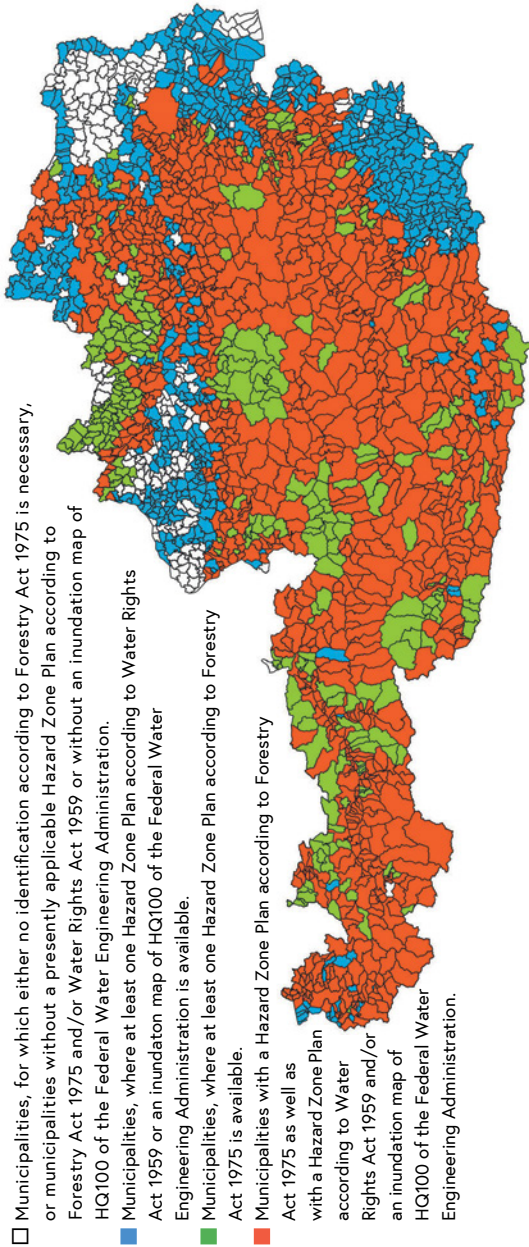 Municipalities, for which either no identification according to Forestry Act 1975 is necessary,
or municipalities without a presently applicable Hazard Zone Plan according to
Forestry Act 1975 and/or Water Rights Act 1959 or without an inundation map of
HQ100 of the Federal Water Engineering Administration.
Municipalities, where at least one Hazard Zone Plan according to Water Rights
Act 1959 or an inundaton map of HQ100 of the Federal Water
Engineering Administration is available.
Municipalities, where at least one Hazard Zone Plan according to Forestry
Act 1975 is available.
Municipalities with a Hazard Zone Plan according to Forestry
Act 1975 as well as
with a Hazard Zone Plan
according to Water
Rights Act 1959 and/or
an inundation map of
HQ100 of the Federal Water
Engineering Administration.